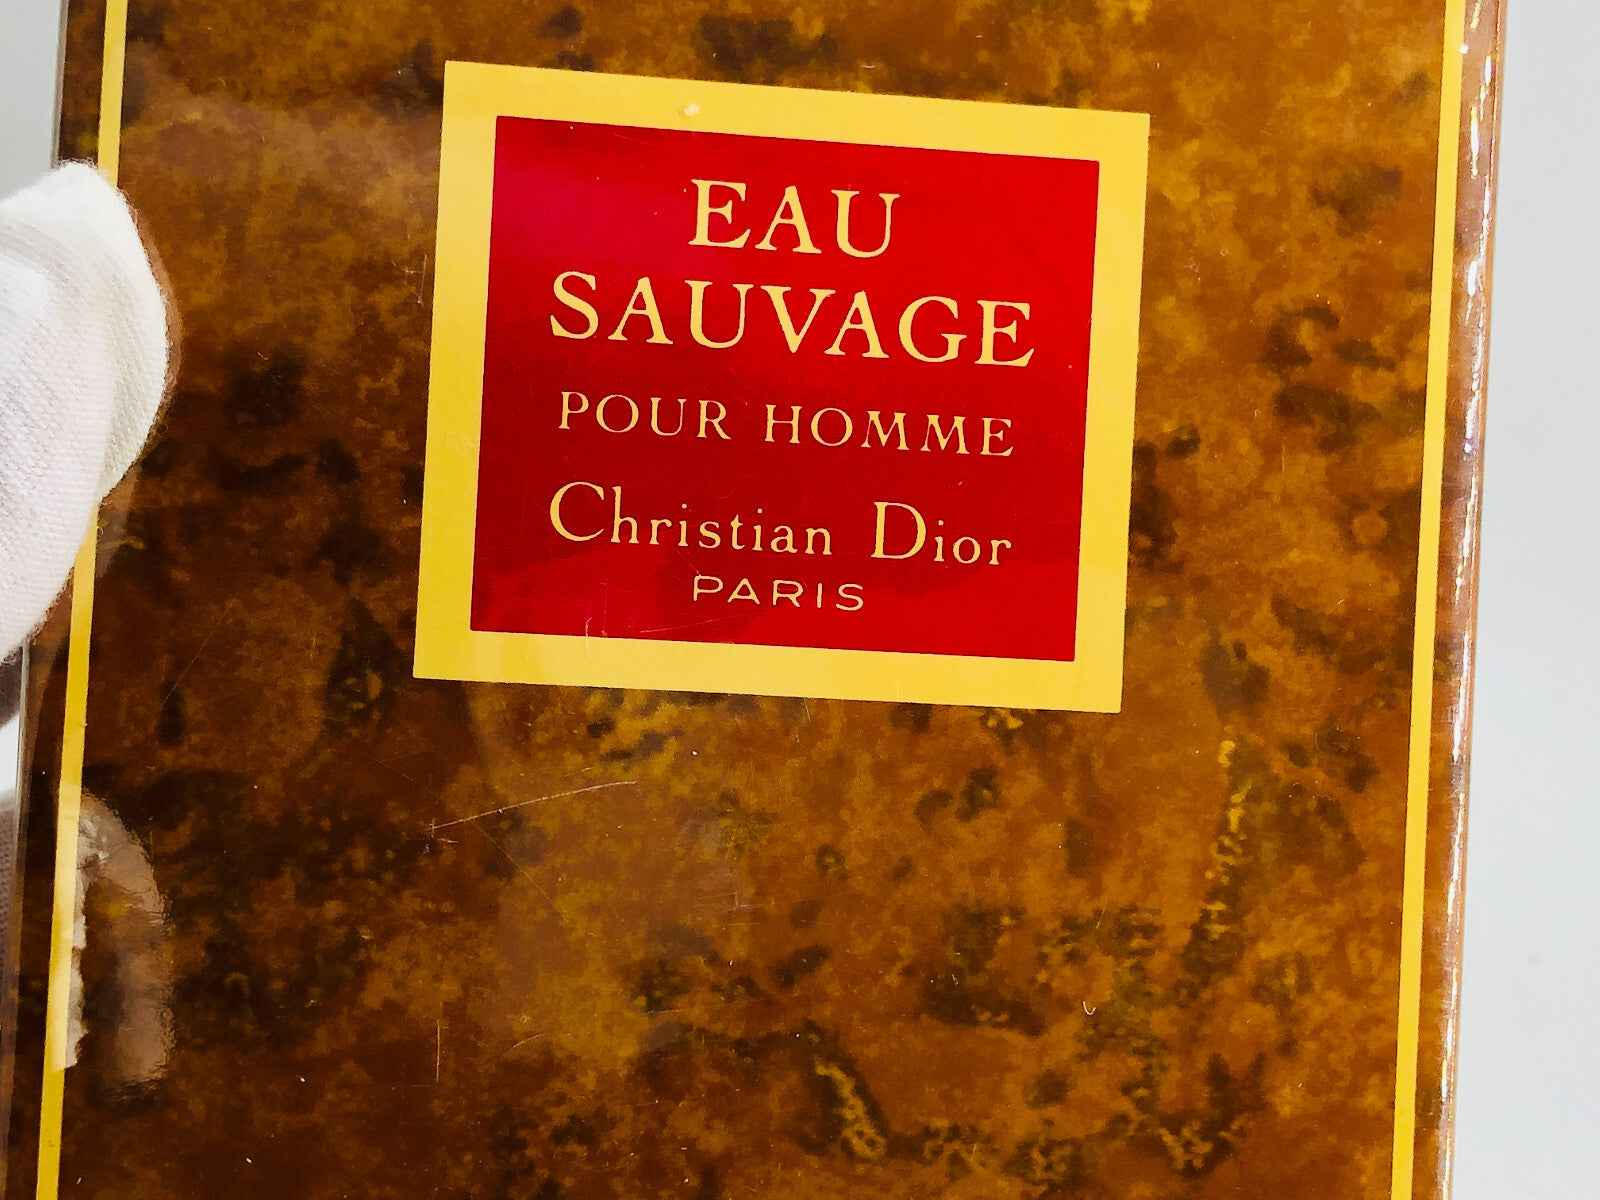 EAU
SAUVAGE
POUR HOMME
Christian Dior
PARIS